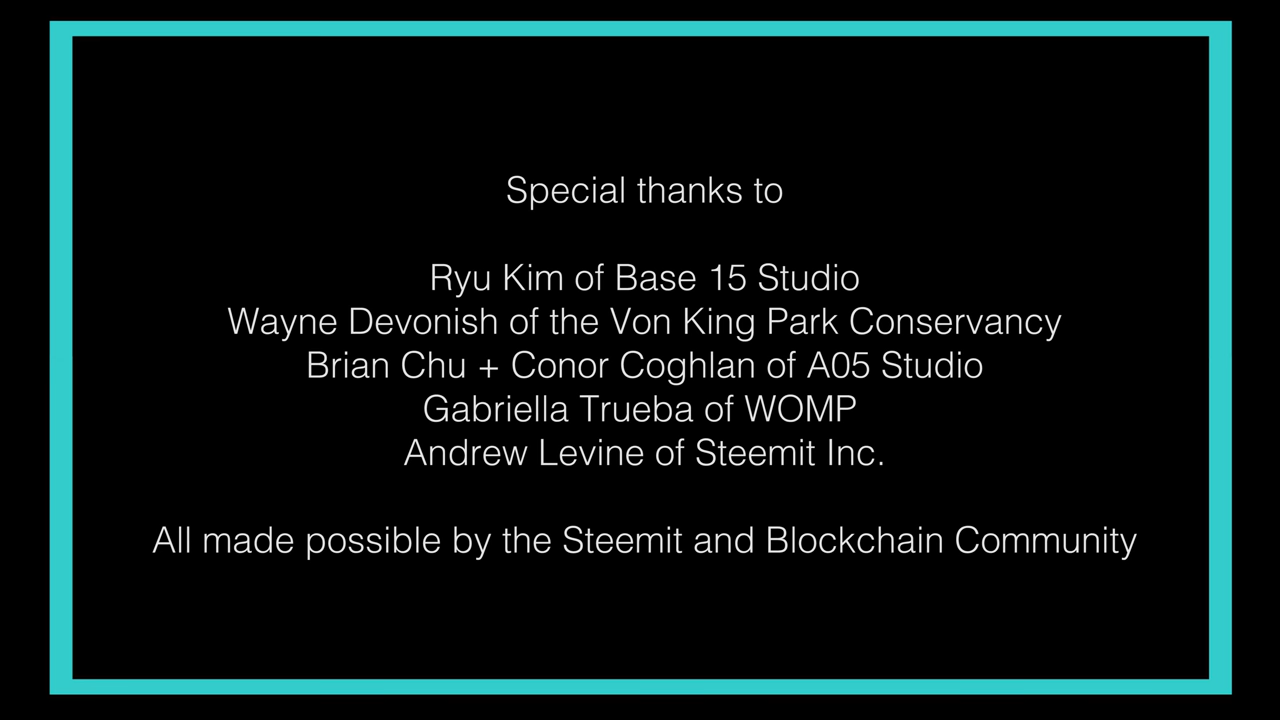 Special thanks to
Ryu Kim of Base 15 Studio
Wayne Devonish of the Von King Park Conservancy
Brian Chu + Conor Coghlan of A05 Studio
Gabriella Trueba of WOMP
Andrew Levine of Steemit Inc.
All made possible by the Steemit and Blockchain Community